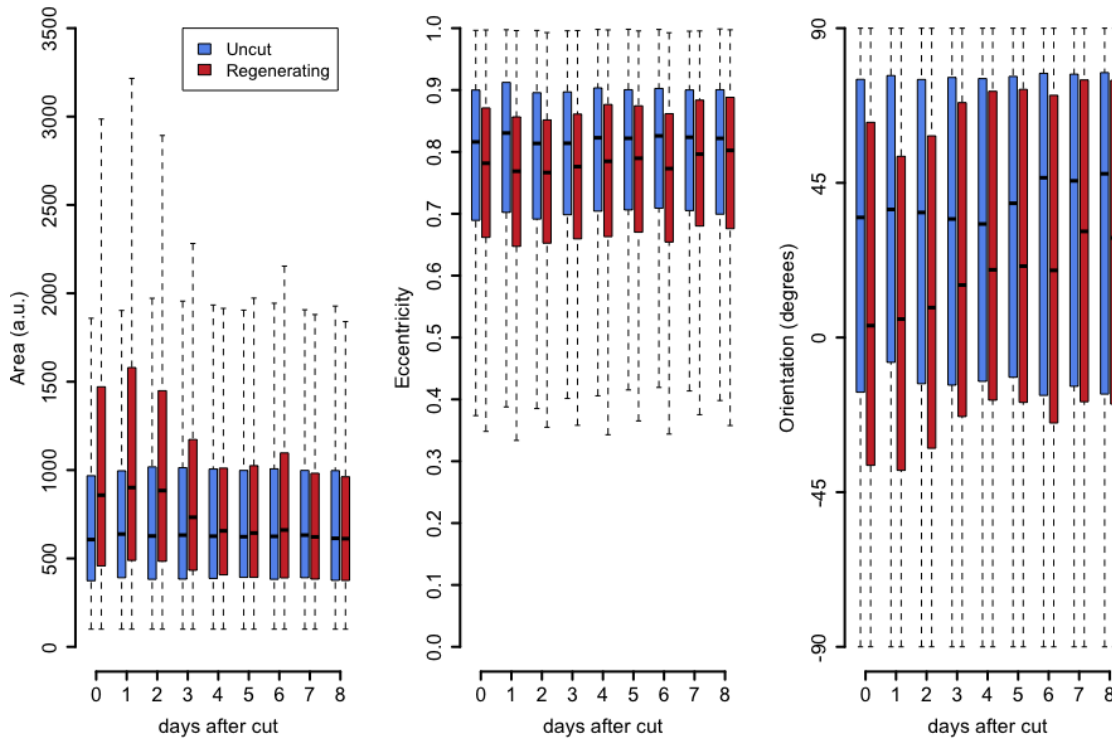 Uncut
Regenerating
Area (a.u.)
3500
3000
2500
2000
1500
1000
500
0
0 1 2 3 4 5 6 7 8
days after cut
Eccentricity
1.0
0.9
0.8
0.7
0.6
0.5
0.4
0.3
0.2
0.1
0.0
0 1 2 3 4 5 6 7 8
days after cut
Orientation (degrees)
90
45
0
-45
-90
0 1 2 3 4 5 6 7 8
days after cut